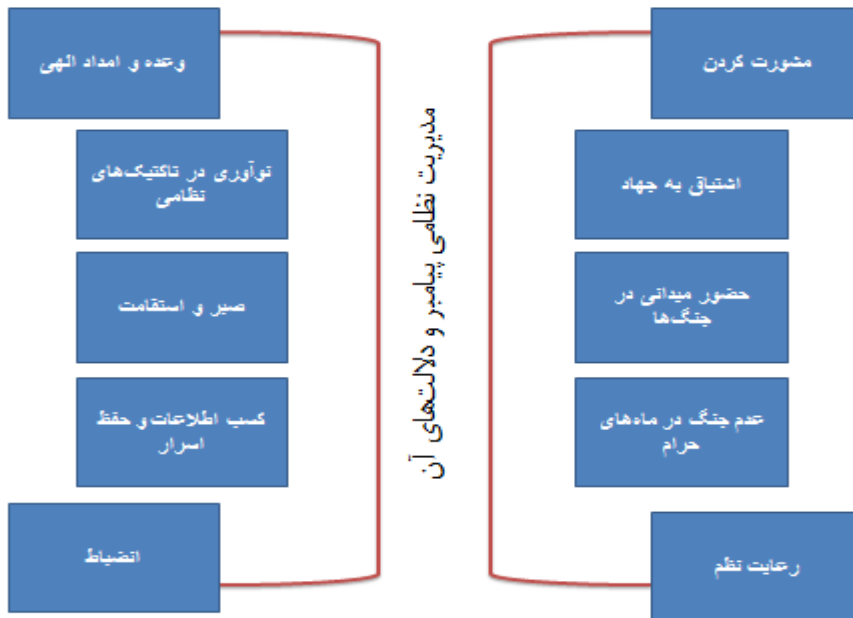 مشورت کردن
اشتیاق به جهاد
حضور میدانی در
جنگ‌ها
عدم جنگ در ماه‌های
حرام
رعایت نظم
مدیریت نظامی پیامبر و دلالت‌های آن
وعده و امداد الهی
نوآوری در تاکتیک‌های
نظامی
صبر و استقامت
کسب اطلاعات و حفظ
اسرار
انضباط